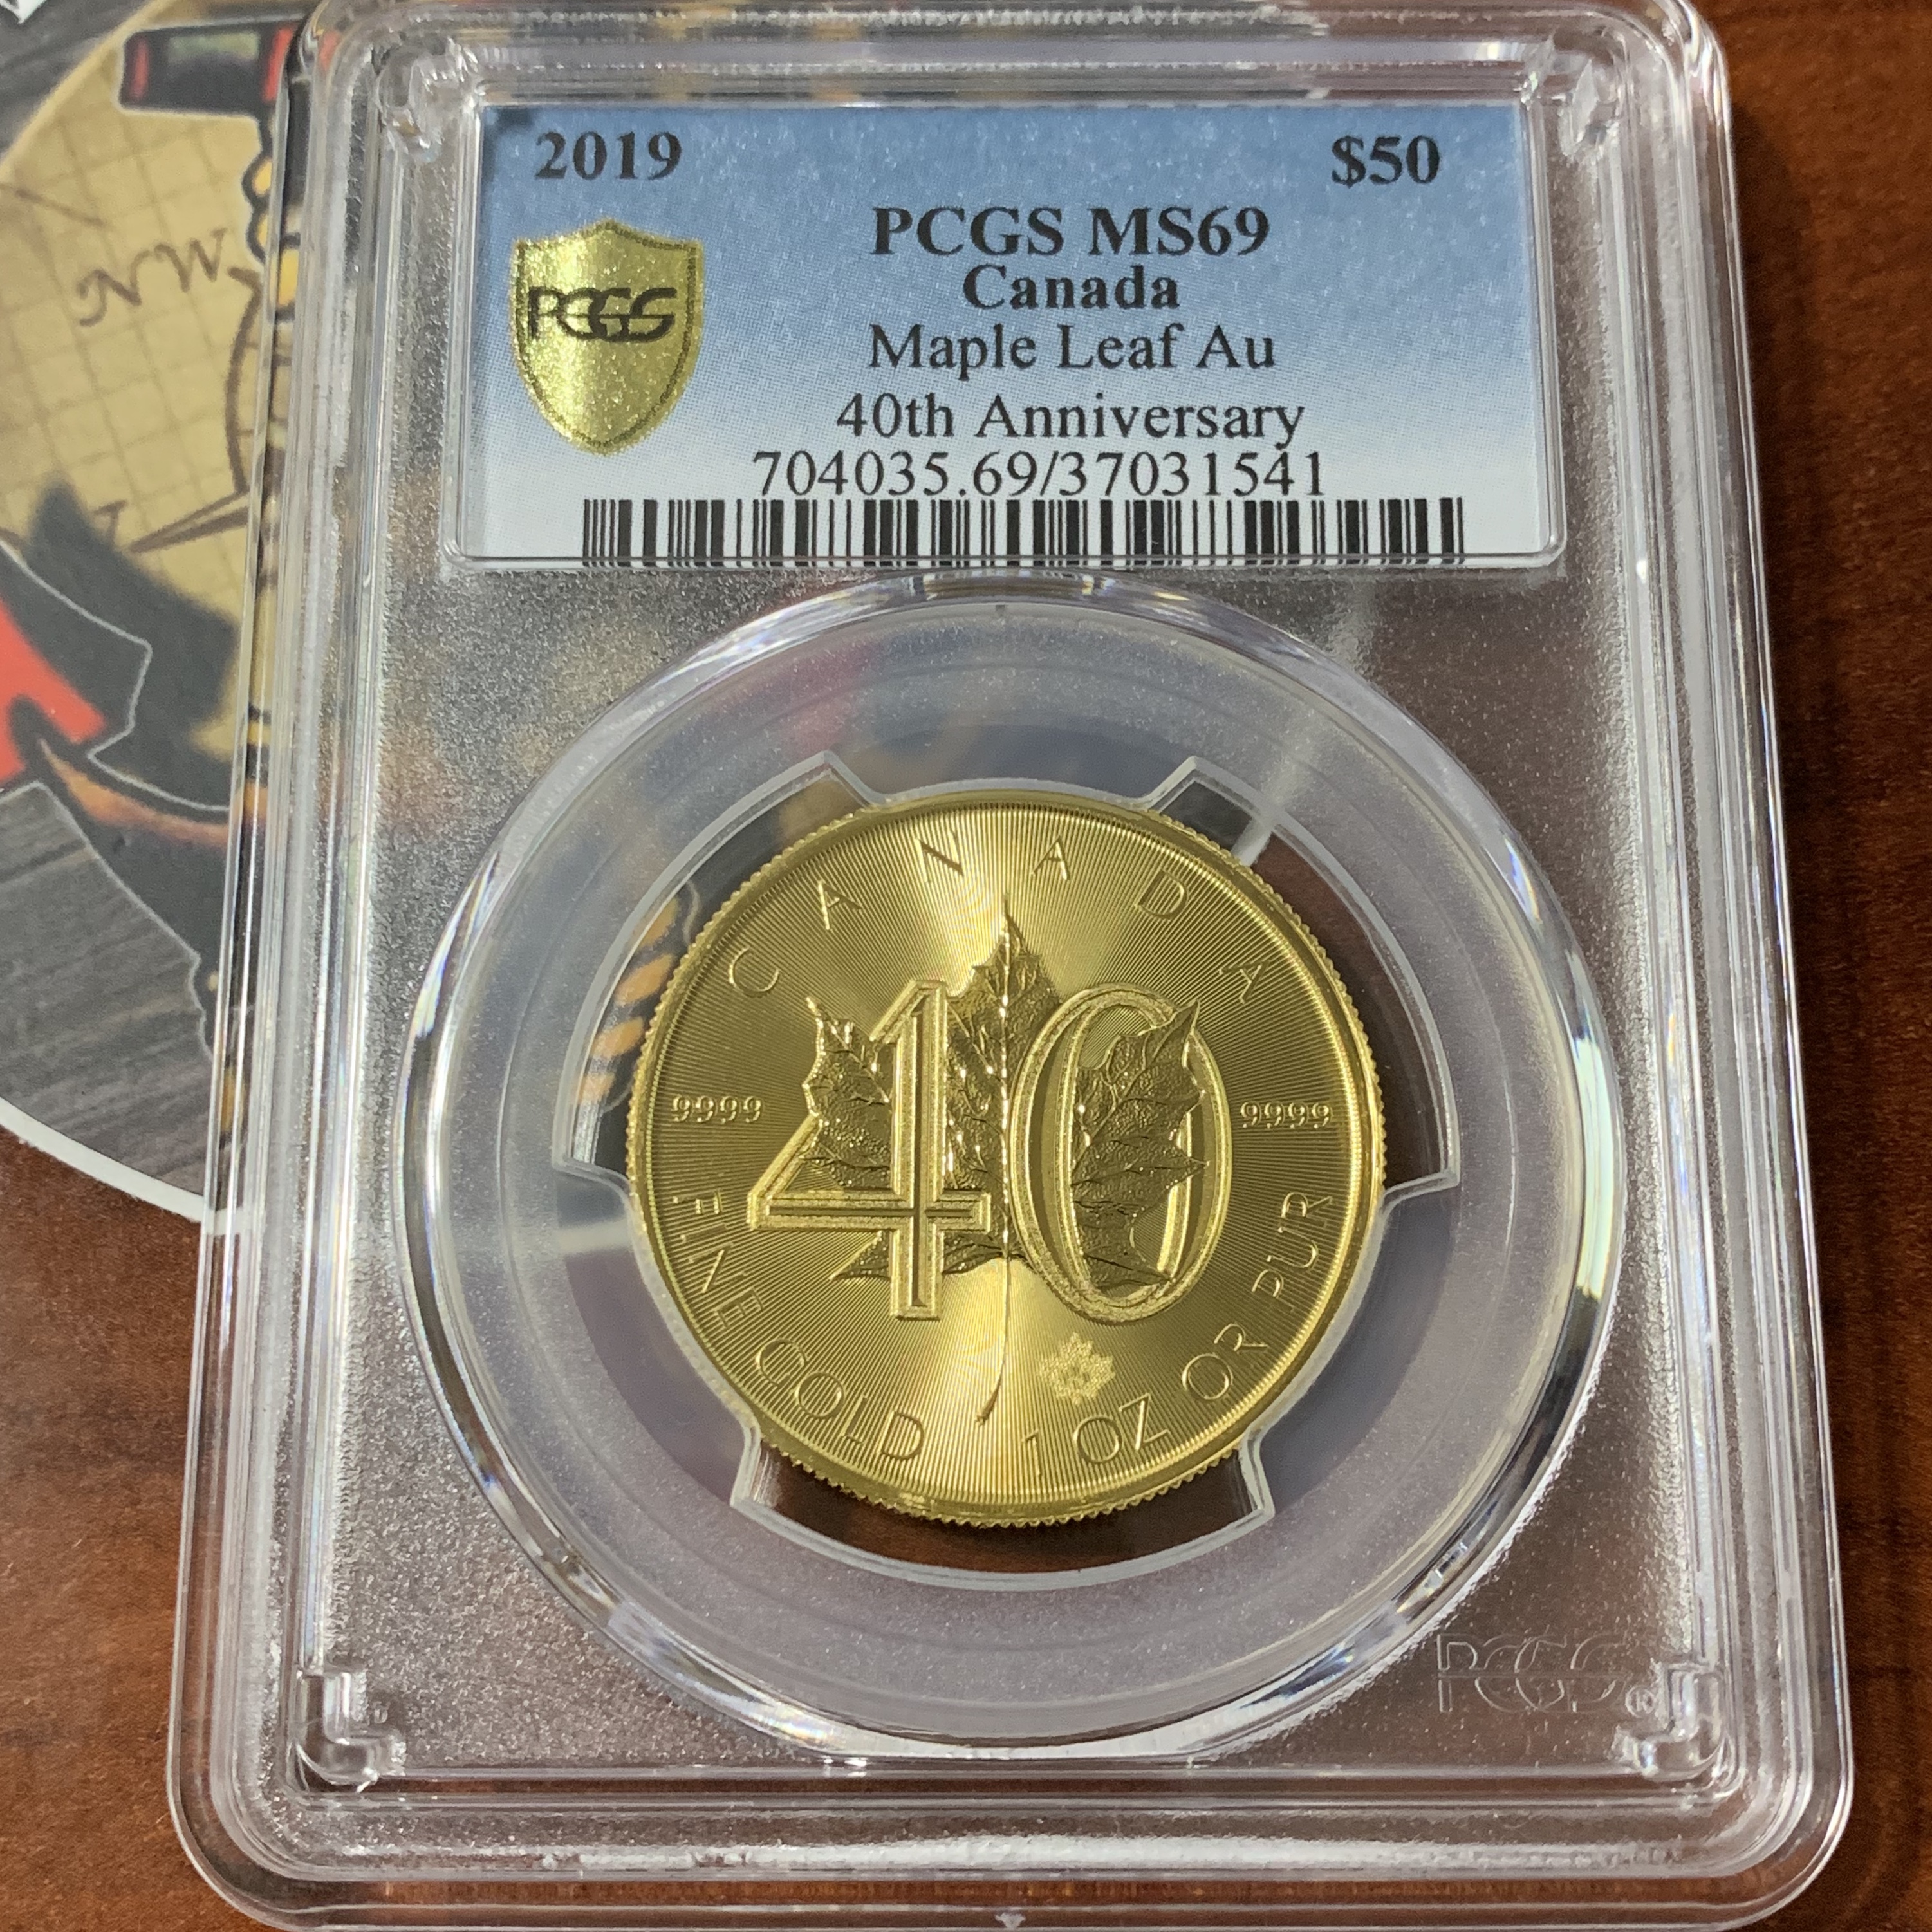 NW
2019
$50
PCGS
PCGS MS69
Canada
Maple Leaf Au
40th Anniversary
704035.69/37031541
CANADA
40
9999
9999
FINE GOLD 1 OZ OR PUR
PCGS